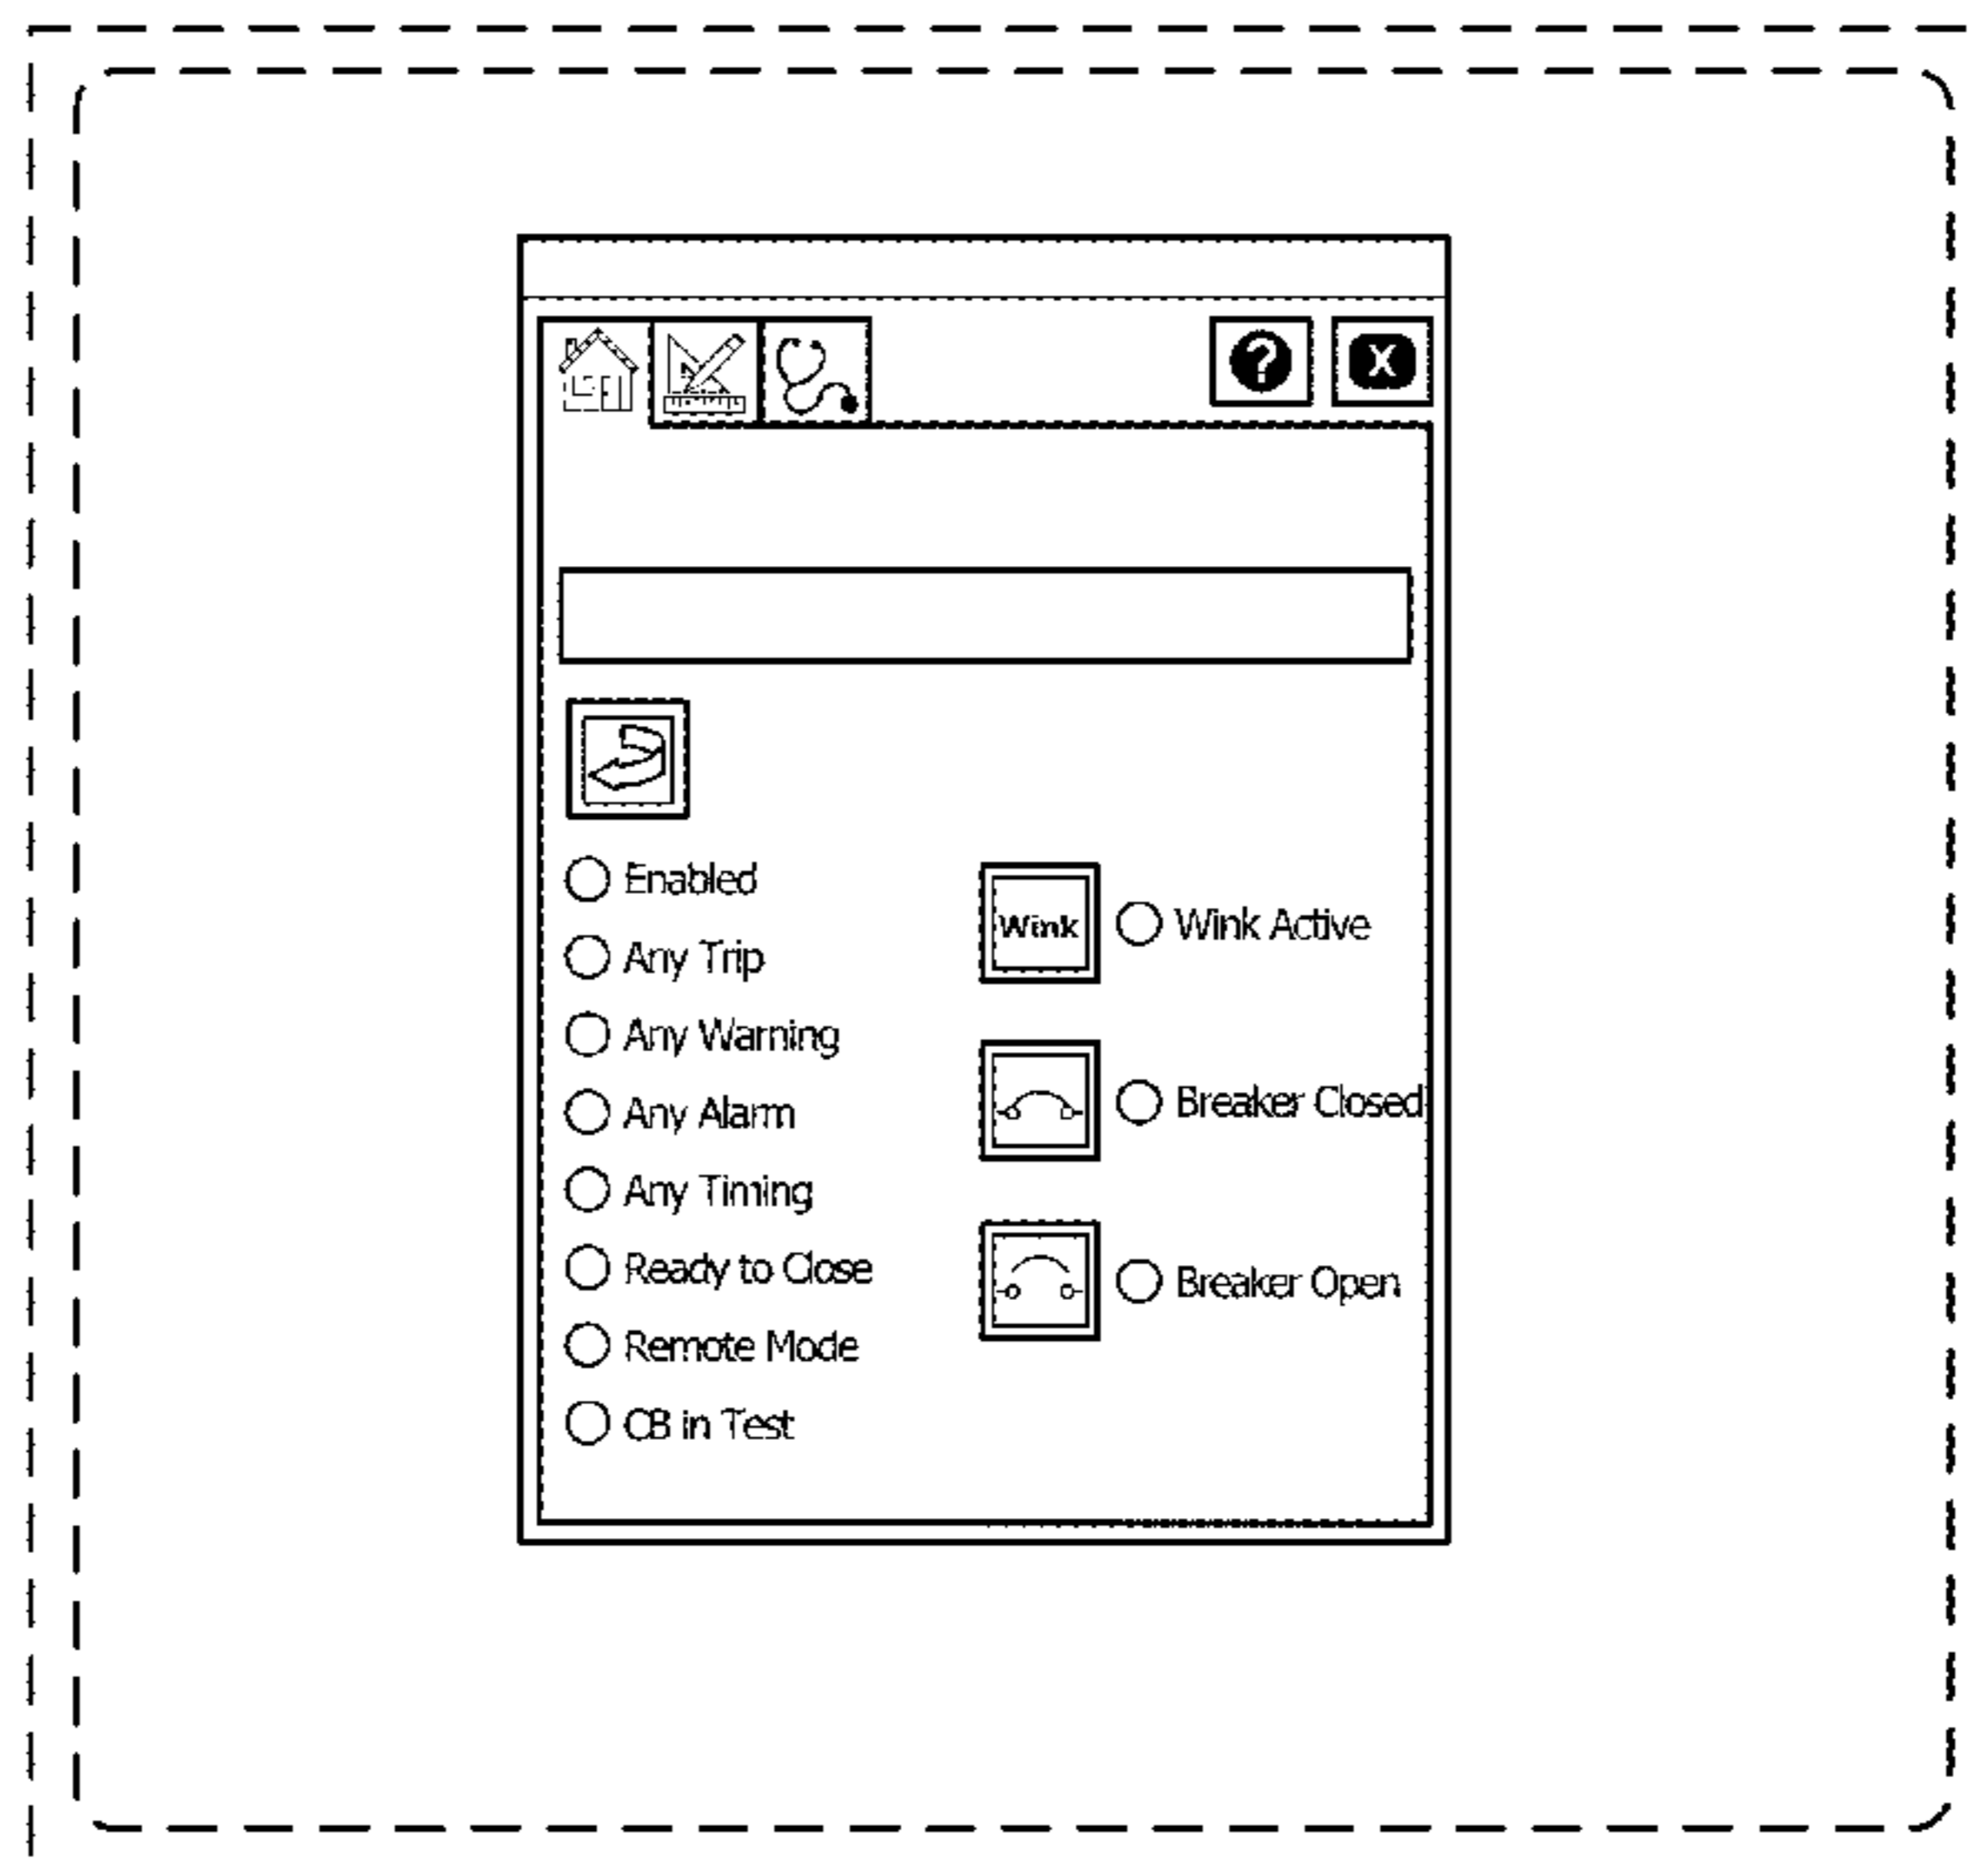 ? X
Enabled
Any Trip
Any Warning
Any Alarm
Any Timing
Ready to Close
Remote Mode
CB in Test
Wink Wink Active
Breaker Closed
Breaker Open